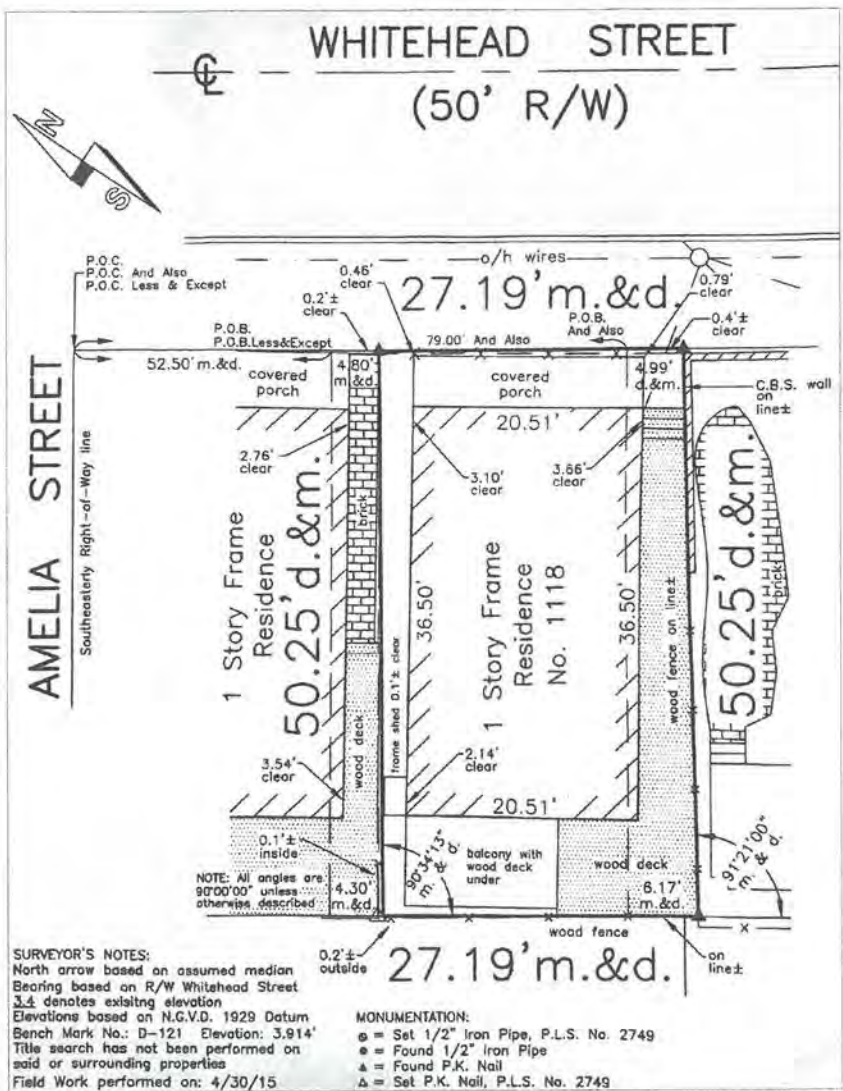 WHITEHEAD STREET
℄
(50' R/W)
N
S
P.O.C.
P.O.C. And Also
P.O.C. Less & Except
o/h wires
0.46'
clear
0.79'
clear
27.19'm.&d.
0.2'±
clear
0.4'±
clear
P.O.B.
P.O.B.Less&Except
79.00' And Also
P.O.B.
And Also
52.50' m.&d.
4.80'
m.&d.
4.99'
d.&m.
C.B.S. wall
on
line±
covered
porch
covered
porch
20.51'
2.76'
clear
3.10'
clear
3.66'
clear
AMELIA STREET
Southeasterly Right-of-Way line
1 Story Frame
Residence
50.25'd.&m.
brick
wood deck
frame shed 0.1'± clear
36.50'
1 Story Frame
Residence
No. 1118
36.50'
wood fence on line±
50.25'd.&m.
brick
3.54'
clear
2.14'
clear
20.51'
0.1'±
inside
90°34'13"
m. & d.
balcony with
wood deck
under
wood deck
91°21'00"
m. & d.
NOTE: All angles are
90°00'00" unless
otherwise described
4.30'
m.&d.
6.17'
m.&d.
wood fence
0.2'±
outside
27.19'm.&d.
on
line±
SURVEYOR'S NOTES:
North arrow based on assumed median
Bearing based on R/W Whitehead Street
3.4 denotes exisitng elevation
Elevations based on N.G.V.D. 1929 Datum
Bench Mark No.: D-121 Elevation: 3.914'
Title search has not been performed on
said or surrounding properties
Field Work performed on: 4/30/15
MONUMENTATION:
⊘ = Set 1/2" Iron Pipe, P.L.S. No. 2749
● = Found 1/2" Iron Pipe
▲ = Found P.K. Nail
△ = Set P.K. Nail, P.L.S. No. 2749